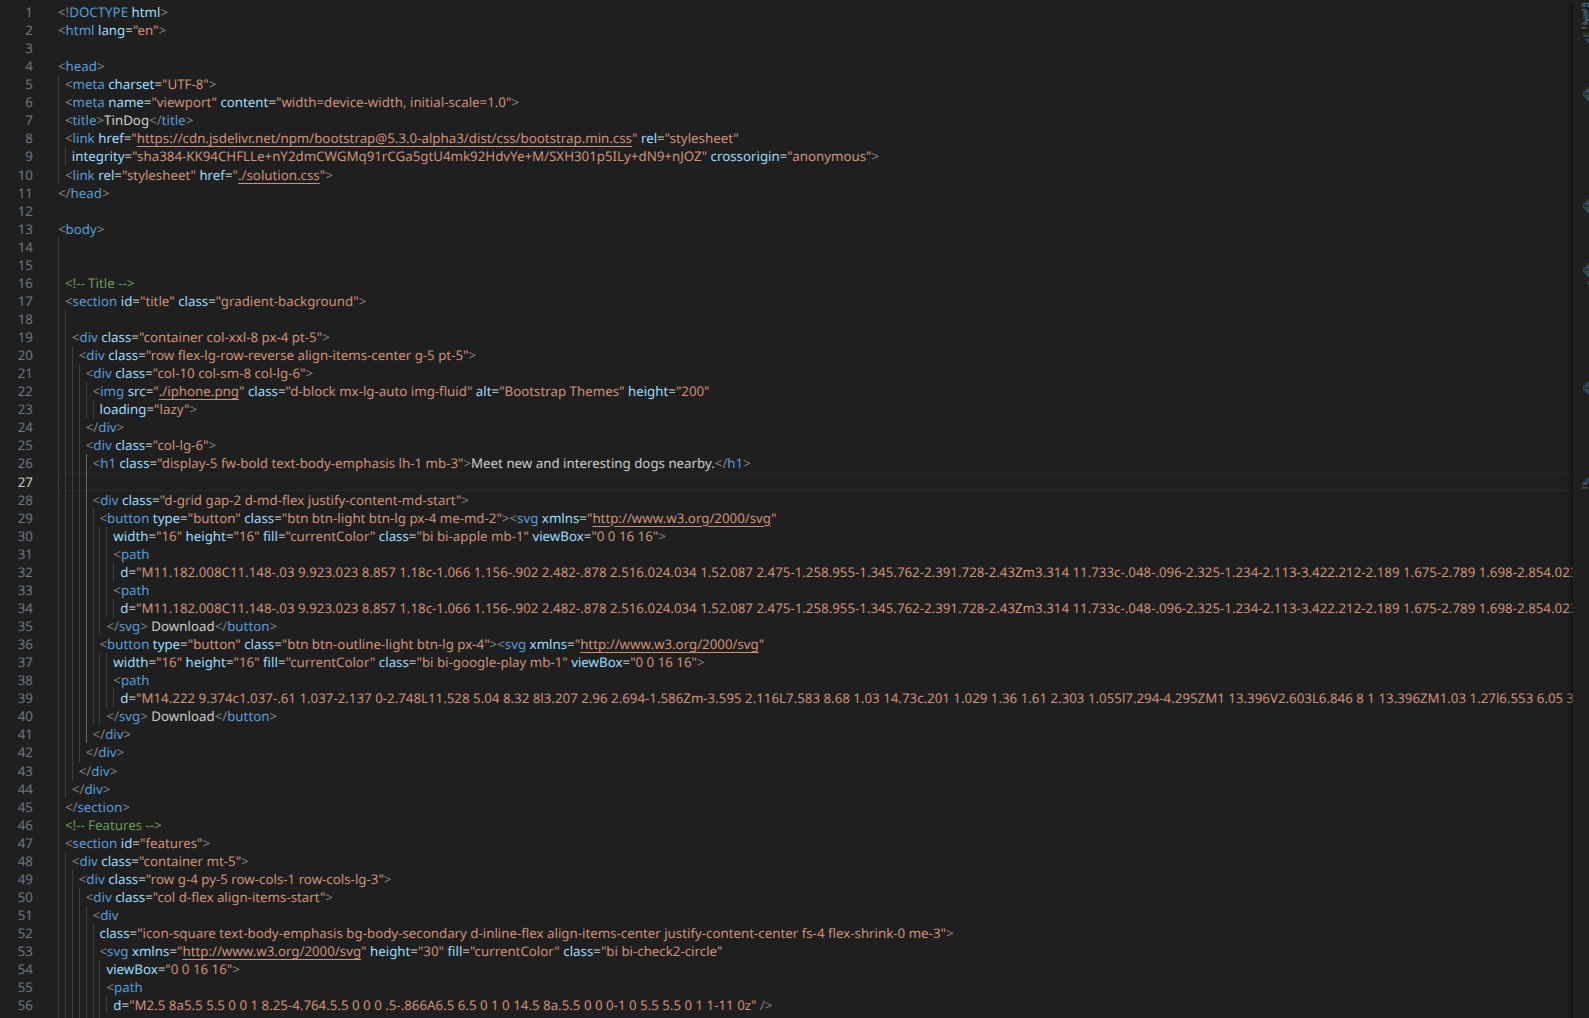 1 <!DOCTYPE html>
2 <html lang="en">
3
4 <head>
5 <meta charset="UTF-8">
6 <meta name="viewport" content="width=device-width, initial-scale=1.0">
7 <title>TinDog</title>
8 <link href="https://cdn.jsdelivr.net/npm/bootstrap@5.3.0-alpha3/dist/css/bootstrap.min.css" rel="stylesheet"
9 integrity="sha384-KK94CHFLLe+nY2dmCWGMq91rCGa5gtU4mk92HdvYe+M/SXH301p5ILy+dN9+nJOZ" crossorigin="anonymous">
10 <link rel="stylesheet" href="./solution.css">
11 </head>
12
13 <body>
14
15
16 <!-- Title -->
17 <section id="title" class="gradient-background">
18
19 <div class="container col-xxl-8 px-4 pt-5">
20 <div class="row flex-lg-row-reverse align-items-center g-5 pt-5">
21 <div class="col-10 col-sm-8 col-lg-6">
22 <img src="./iphone.png" class="d-block mx-lg-auto img-fluid" alt="Bootstrap Themes" height="200"
23 loading="lazy">
24 </div>
25 <div class="col-lg-6">
26 <h1 class="display-5 fw-bold text-body-emphasis lh-1 mb-3">Meet new and interesting dogs nearby.</h1>
27
28 <div class="d-grid gap-2 d-md-flex justify-content-md-start">
29 <button type="button" class="btn btn-light btn-lg px-4 me-md-2"><svg xmlns="http://www.w3.org/2000/svg"
30 width="16" height="16" fill="currentColor" class="bi bi-apple mb-1" viewBox="0 0 16 16">
31 <path
32 d="M11.182.008C11.148-.03 9.923.023 8.857 1.18c-1.066 1.156-.902 2.482-.878 2.516.024.034 1.52.087 2.475-1.258.955-1.345.762-2.391.728-2.43Zm3.314 11.733c-.048-.096-2.325-1.234-2.113-3.422.212-2.189 1.675-2.789 1.698-2.854.023
33 <path
34 d="M11.182.008C11.148-.03 9.923.023 8.857 1.18c-1.066 1.156-.902 2.482-.878 2.516.024.034 1.52.087 2.475-1.258.955-1.345.762-2.391.728-2.43Zm3.314 11.733c-.048-.096-2.325-1.234-2.113-3.422.212-2.189 1.675-2.789 1.698-2.854.023
35 </svg> Download</button>
36 <button type="button" class="btn btn-outline-light btn-lg px-4"><svg xmlns="http://www.w3.org/2000/svg"
37 width="16" height="16" fill="currentColor" class="bi bi-google-play mb-1" viewBox="0 0 16 16">
38 <path
39 d="M14.222 9.374c1.037-.61 1.037-2.137 0-2.748L11.528 5.04 8.32 8l3.207 2.96 2.694-1.586Zm-3.595 2.116L7.583 8.68 1.03 14.73c.201 1.029 1.36 1.61 2.303 1.055l7.294-4.295ZM1 13.396V2.603L6.846 8 1 13.396ZM1.03 1.27l6.553 6.05 3
40 </svg> Download</button>
41 </div>
42 </div>
43 </div>
44 </div>
45 </section>
46 <!-- Features -->
47 <section id="features">
48 <div class="container mt-5">
49 <div class="row g-4 py-5 row-cols-1 row-cols-lg-3">
50 <div class="col d-flex align-items-start">
51 <div
52 class="icon-square text-body-emphasis bg-body-secondary d-inline-flex align-items-center justify-content-center fs-4 flex-shrink-0 me-3">
53 <svg xmlns="http://www.w3.org/2000/svg" height="30" fill="currentColor" class="bi bi-check2-circle"
54 viewBox="0 0 16 16">
55 <path
56 d="M2.5 8a5.5 5.5 0 0 1 8.25-4.764.5.5 0 0 0 .5-.866A6.5 6.5 0 1 0 14.5 8a.5.5 0 0 0-1 0 5.5 5.5 0 1 1-11 0z" />